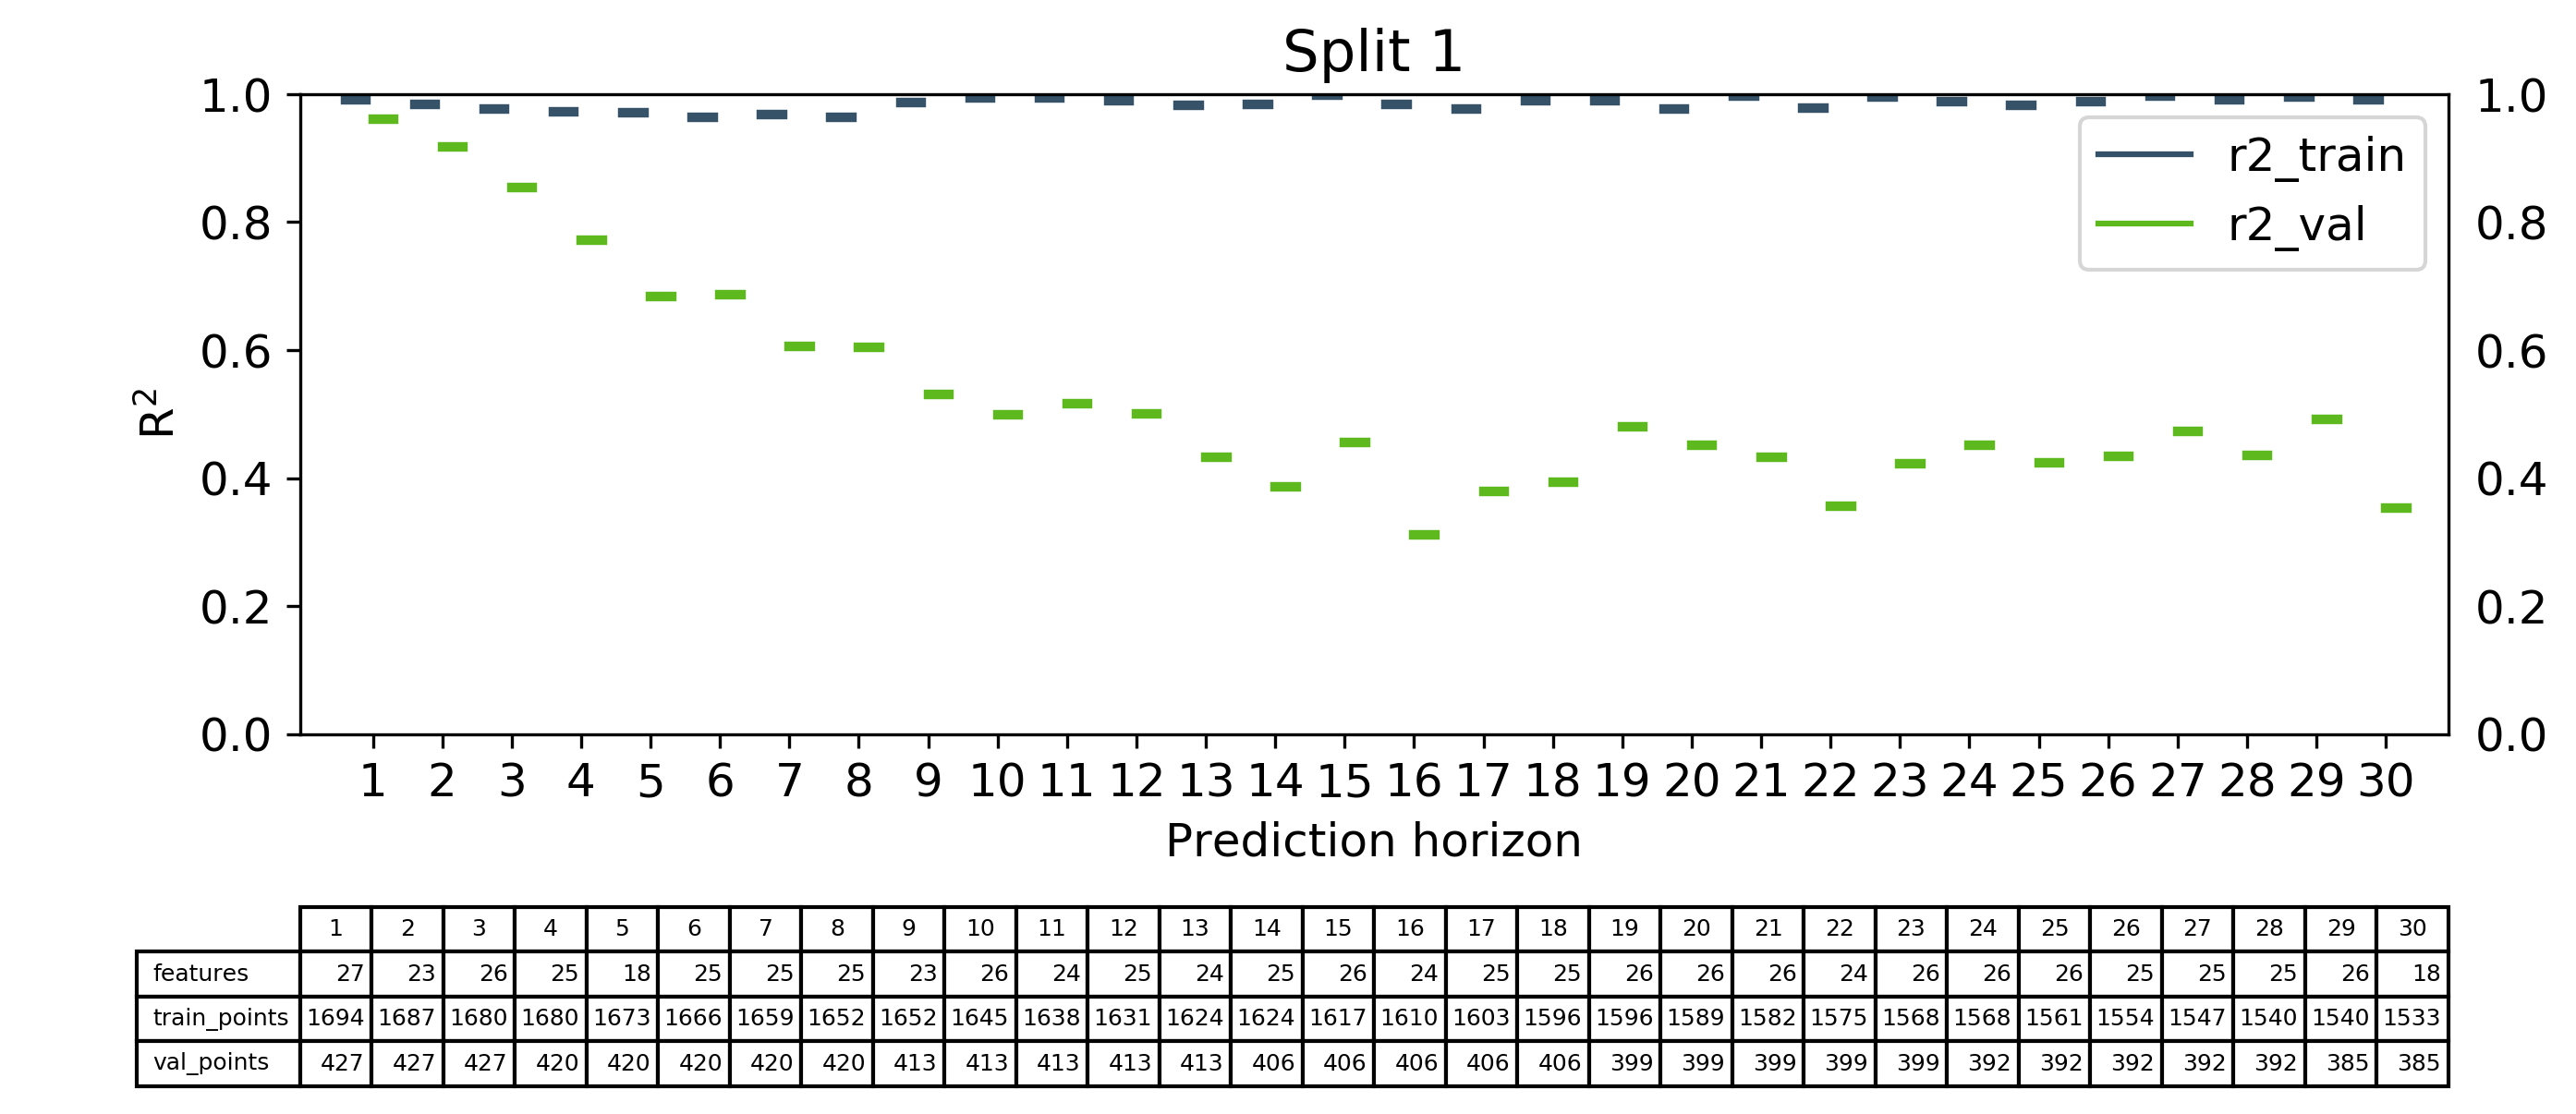 Split 1
1.0 1.0
0.8 0.8
0.6 0.6
0.4 0.4
0.2 0.2
0.0 0.0
R²
r2_train
r2_val
1 2 3 4 5 6 7 8 9 10 11 12 13 14 15 16 17 18 19 20 21 22 23 24 25 26 27 28 29 30
Prediction horizon
1 2 3 4 5 6 7 8 9 10 11 12 13 14 15 16 17 18 19 20 21 22 23 24 25 26 27 28 29 30
features 27 23 26 25 18 25 25 25 23 26 24 25 24 25 26 24 25 25 26 26 26 24 26 26 26 25 25 25 26 18
train_points 1694 1687 1680 1680 1673 1666 1659 1652 1652 1645 1638 1631 1624 1624 1617 1610 1603 1596 1596 1589 1582 1575 1568 1568 1561 1554 1547 1540 1540 1533
val_points 427 427 427 420 420 420 420 420 413 413 413 413 413 406 406 406 406 406 399 399 399 399 399 392 392 392 392 392 385 385